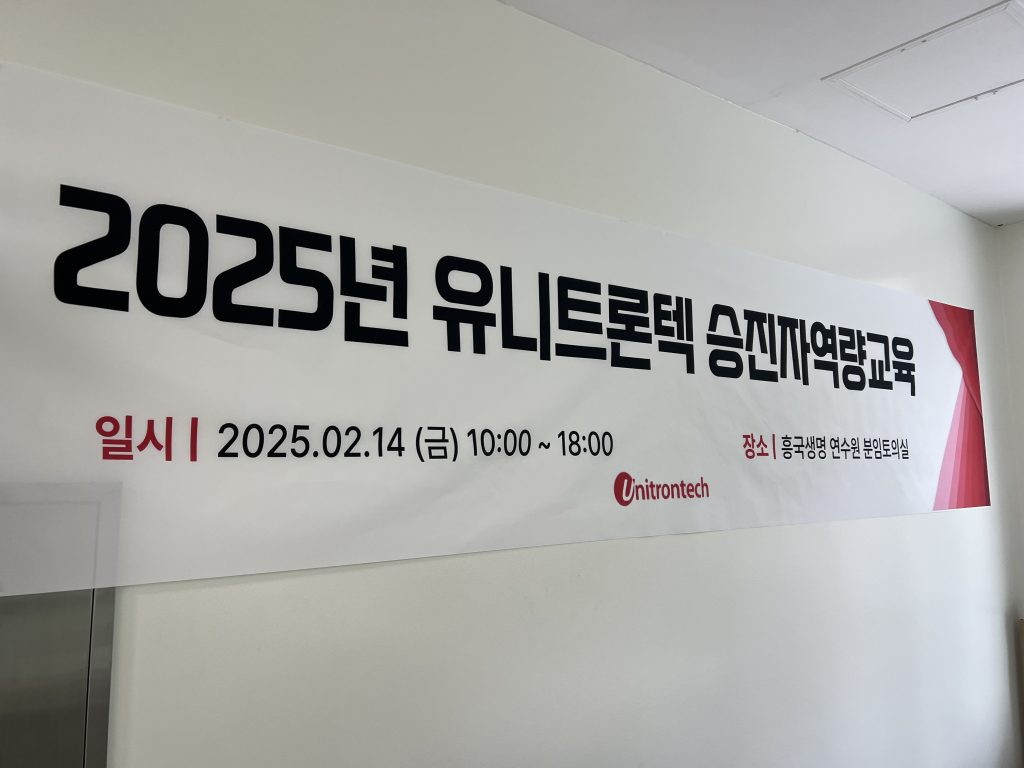 2025년 유니트론텍 승진자역량교육
일시 | 2025.02.14 (금) 10:00 ~ 18:00
장소 | 흥국생명 연수원 분임토의실
Unitrontech